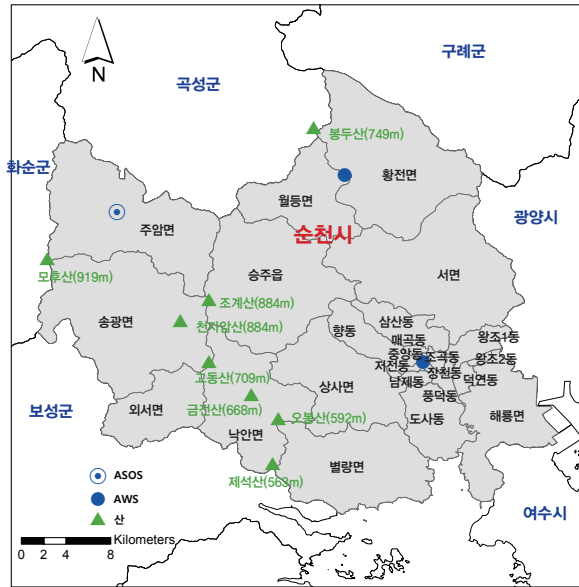 N
구례군
곡성군
봉두산(749m)
화순군
황전면
월등면
광양시
주암면
순천시
모후산(919m)
승주읍
서면
조계산(884m)
송광면
천자암산(884m)
향동
삼산동
매곡동
왕조1동
중앙동
조곡동
왕조2동
저전동
장천동
고동산(709m)
남제동
덕연동
상사면
풍덕동
금전산(668m)
보성군
외서면
오봉산(592m)
도사동
해룡면
낙안면
별량면
제석산(563m)
ASOS
AWS
산
여수시
Kilometers
0 2 4 8